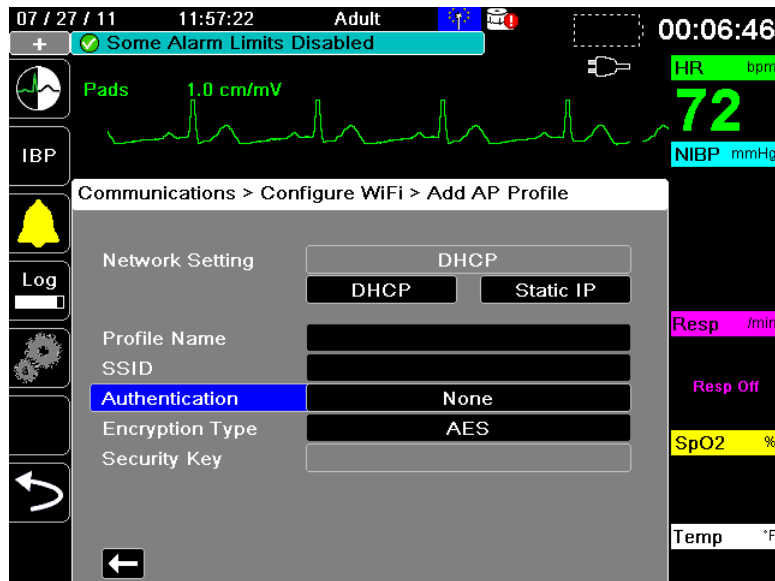 07 / 27 / 11 11:57:22 Adult
00:06:46
+ Some Alarm Limits Disabled
HR bpm
Pads 1.0 cm/mV
72
IBP
NIBP mmHg
Communications > Configure WiFi > Add AP Profile
Network Setting DHCP
Log
DHCP Static IP
Resp /min
Profile Name
SSID
Resp Off
Authentication None
Encryption Type AES
SpO2 %
Security Key
Temp °F